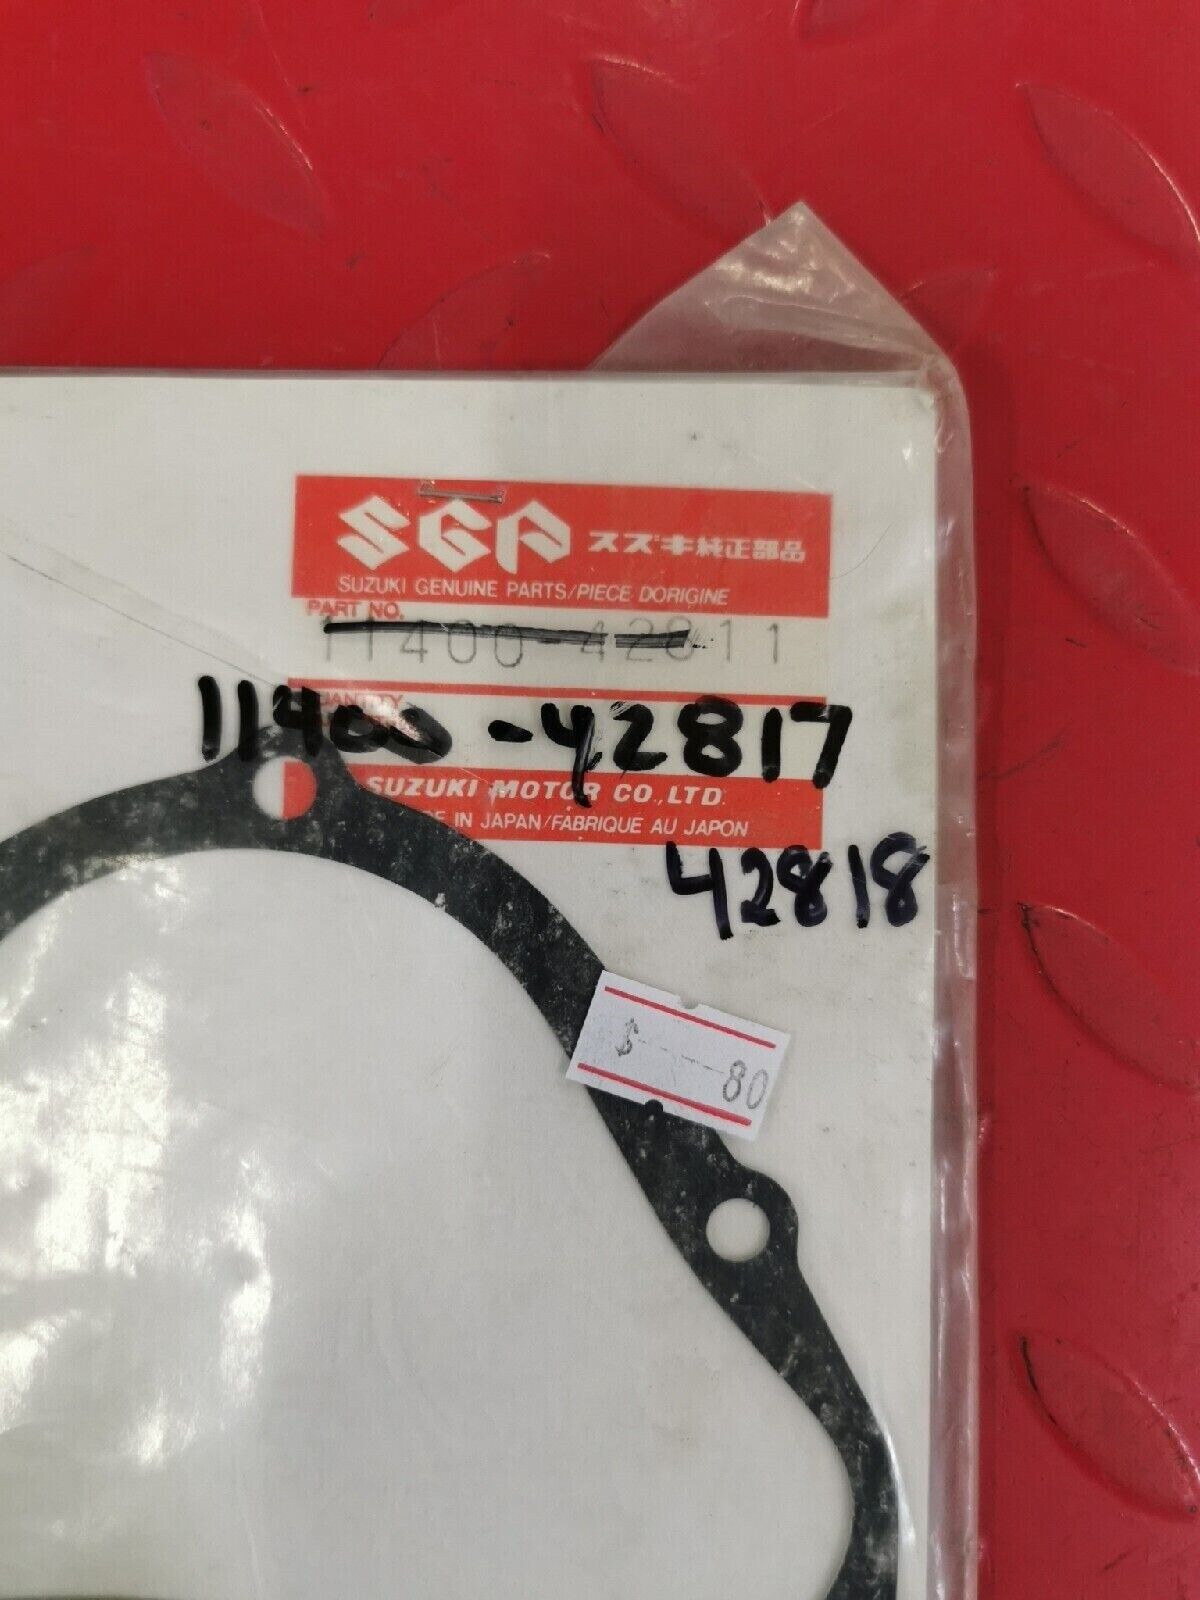 SGP スズキ純正部品
SUZUKI GENUINE PARTS/PIECE DORIGINE
PART NO.
11400-42811
QUANTITY
11400-42817
SUZUKI MOTOR CO.,LTD.
IN JAPAN/FABRIQUE AU JAPON
42818
$ 80